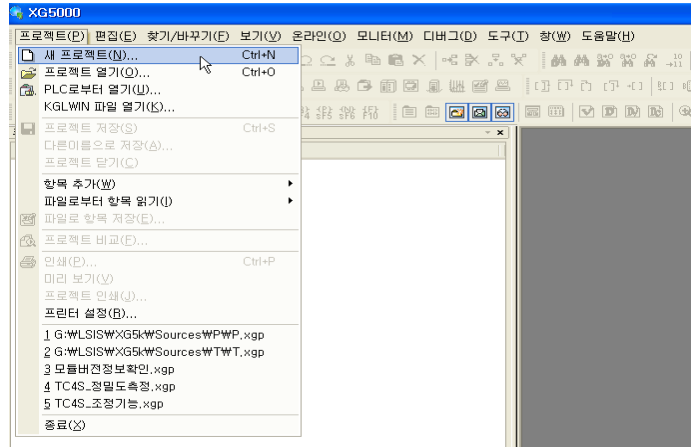 XG5000
프로젝트(P) 편집(E) 찾기/바꾸기(F) 보기(V) 온라인(O) 모니터(M) 디버그(D) 도구(T) 창(W) 도움말(H)
새 프로젝트(N)... Ctrl+N
프로젝트 열기(O)... Ctrl+O
PLC로부터 열기(U)...
KGLWIN 파일 열기(K)...
프로젝트 저장(S) Ctrl+S
다른이름으로 저장(A)...
프로젝트 닫기(C)
항목 추가(W)
파일로부터 항목 읽기(I)
파일로 항목 저장(E)...
프로젝트 비교(F)...
인쇄(P)... Ctrl+P
미리 보기(V)
프로젝트 인쇄(J)...
프린터 설정(R)...
1 G:₩LSIS₩XG5k₩Sources₩P₩P.xgp
2 G:₩LSIS₩XG5k₩Sources₩T₩T.xgp
3 모듈버전정보확인.xgp
4 TC4S_정밀도측정.xgp
5 TC4S_조정기능.xgp
종료(X)